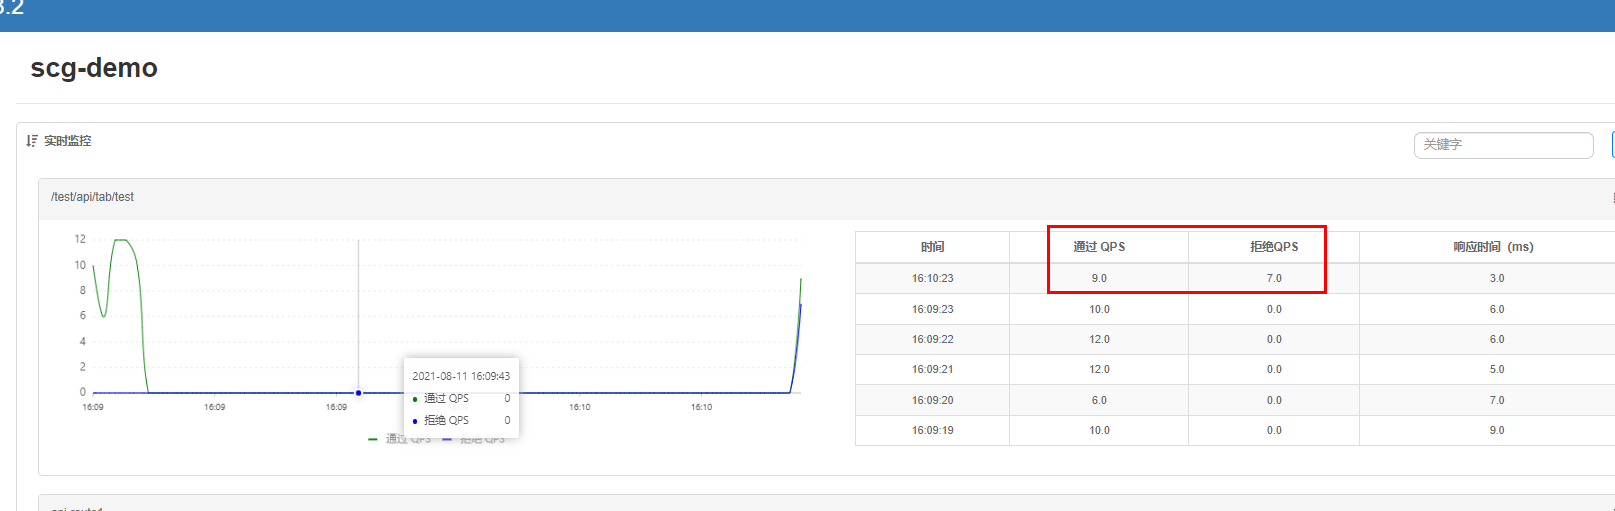 3.2
scg-demo
实时监控
关键字
/test/api/tab/test
12
10
8
6
4
2
0
16:09 16:09 16:09 16:10 16:10
2021-08-11 16:09:43
通过 QPS 0
拒绝 QPS 0
通过 QPS 拒绝 QPS
时间 通过 QPS 拒绝QPS 响应时间（ms）
16:10:23 9.0 7.0 3.0
16:09:23 10.0 0.0 6.0
16:09:22 12.0 0.0 6.0
16:09:21 12.0 0.0 5.0
16:09:20 6.0 0.0 7.0
16:09:19 10.0 0.0 9.0